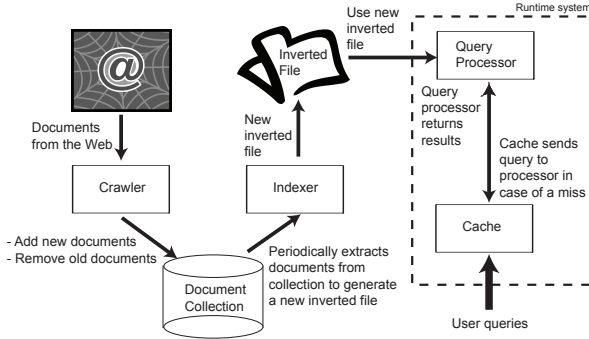 Runtime system
Use new
inverted
file
Inverted
File
Query
Processor
@
Documents
from the Web
New
inverted
file
Query
processor
returns
results
Cache sends
query to
processor in
case of a miss
Crawler
Indexer
Cache
- Add new documents
- Remove old documents
Document
Collection
Periodically extracts
documents from
collection to generate
a new inverted file
User queries